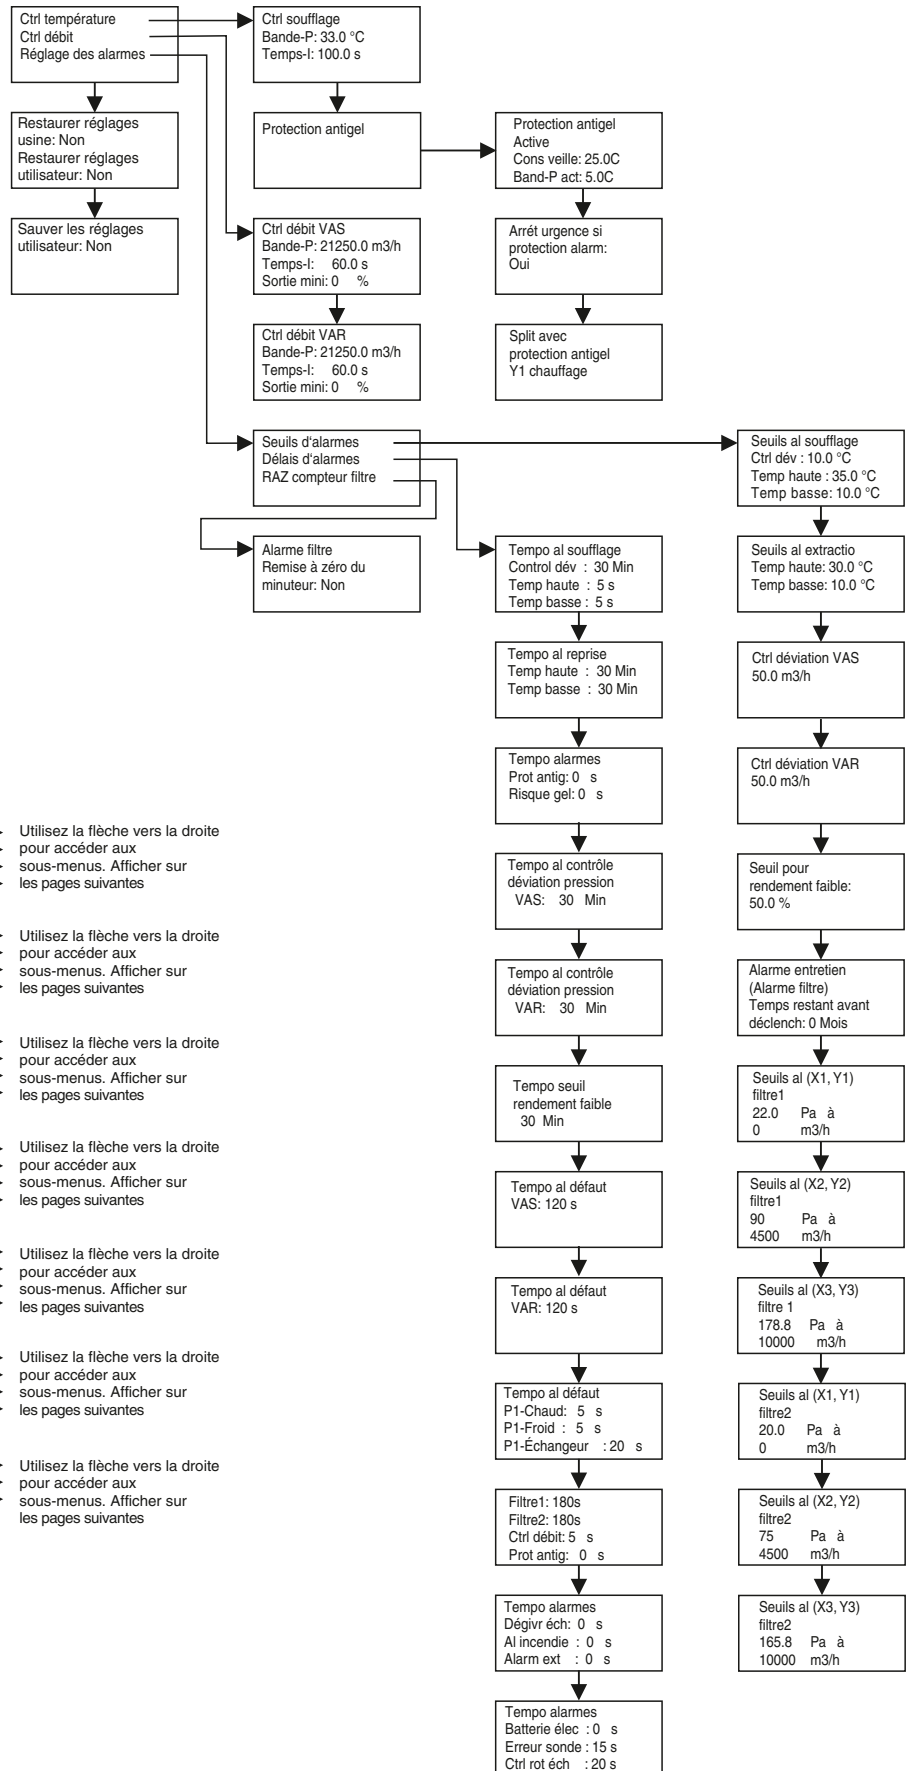 Ctrl température
Ctrl débit
Réglage des alarmes
Restaurer réglages
usine: Non
Restaurer réglages
utilisateur: Non
Sauver les réglages
utilisateur: Non
Ctrl soufflage
Bande-P: 33.0 °C
Temps-I: 100.0 s
Protection antigel
Protection antigel
Active
Cons veille: 25.0C
Band-P act: 5.0C
Arrét urgence si
protection alarm:
Oui
Split avec
protection antigel
Y1 chauffage
Ctrl débit VAS
Bande-P: 21250.0 m3/h
Temps-I: 60.0 s
Sortie mini: 0 %
Ctrl débit VAR
Bande-P: 21250.0 m3/h
Temps-I: 60.0 s
Sortie mini: 0 %
Seuils d'alarmes
Délais d'alarmes
RAZ compteur filtre
Alarme filtre
Remise à zéro du
minuteur: Non
Tempo al soufflage
Control dév : 30 Min
Temp haute : 5 s
Temp basse : 5 s
Tempo al reprise
Temp haute : 30 Min
Temp basse : 30 Min
Tempo alarmes
Prot antig: 0 s
Risque gel: 0 s
Tempo al contrôle
déviation pression
VAS: 30 Min
Tempo al contrôle
déviation pression
VAR: 30 Min
Tempo seuil
rendement faible
30 Min
Tempo al défaut
VAS: 120 s
Tempo al défaut
VAR: 120 s
Tempo al défaut
P1-Chaud: 5 s
P1-Froid : 5 s
P1-Échangeur : 20 s
Filtre1: 180s
Filtre2: 180s
Ctrl débit: 5 s
Prot antig: 0 s
Tempo alarmes
Dégivr éch: 0 s
Al incendie : 0 s
Alarm ext : 0 s
Tempo alarmes
Batterie élec : 0 s
Erreur sonde : 15 s
Ctrl rot éch : 20 s
Seuils al soufflage
Ctrl dév : 10.0 °C
Temp haute : 35.0 °C
Temp basse: 10.0 °C
Seuils al extractio
Temp haute: 30.0 °C
Temp basse: 10.0 °C
Ctrl déviation VAS
50.0 m3/h
Ctrl déviation VAR
50.0 m3/h
Seuil pour
rendement faible:
50.0 %
Alarme entretien
(Alarme filtre)
Temps restant avant
déclench: 0 Mois
Seuils al (X1, Y1)
filtre1
22.0 Pa à
0 m3/h
Seuils al (X2, Y2)
filtre1
90 Pa à
4500 m3/h
Seuils al (X3, Y3)
filtre 1
178.8 Pa à
10000 m3/h
Seuils al (X1, Y1)
filtre2
20.0 Pa à
0 m3/h
Seuils al (X2, Y2)
filtre2
75 Pa à
4500 m3/h
Seuils al (X3, Y3)
filtre2
165.8 Pa à
10000 m3/h
Utilisez la flèche vers la droite
pour accéder aux
sous-menus. Afficher sur
les pages suivantes
Utilisez la flèche vers la droite
pour accéder aux
sous-menus. Afficher sur
les pages suivantes
Utilisez la flèche vers la droite
pour accéder aux
sous-menus. Afficher sur
les pages suivantes
Utilisez la flèche vers la droite
pour accéder aux
sous-menus. Afficher sur
les pages suivantes
Utilisez la flèche vers la droite
pour accéder aux
sous-menus. Afficher sur
les pages suivantes
Utilisez la flèche vers la droite
pour accéder aux
sous-menus. Afficher sur
les pages suivantes
Utilisez la flèche vers la droite
pour accéder aux
sous-menus. Afficher sur
les pages suivantes